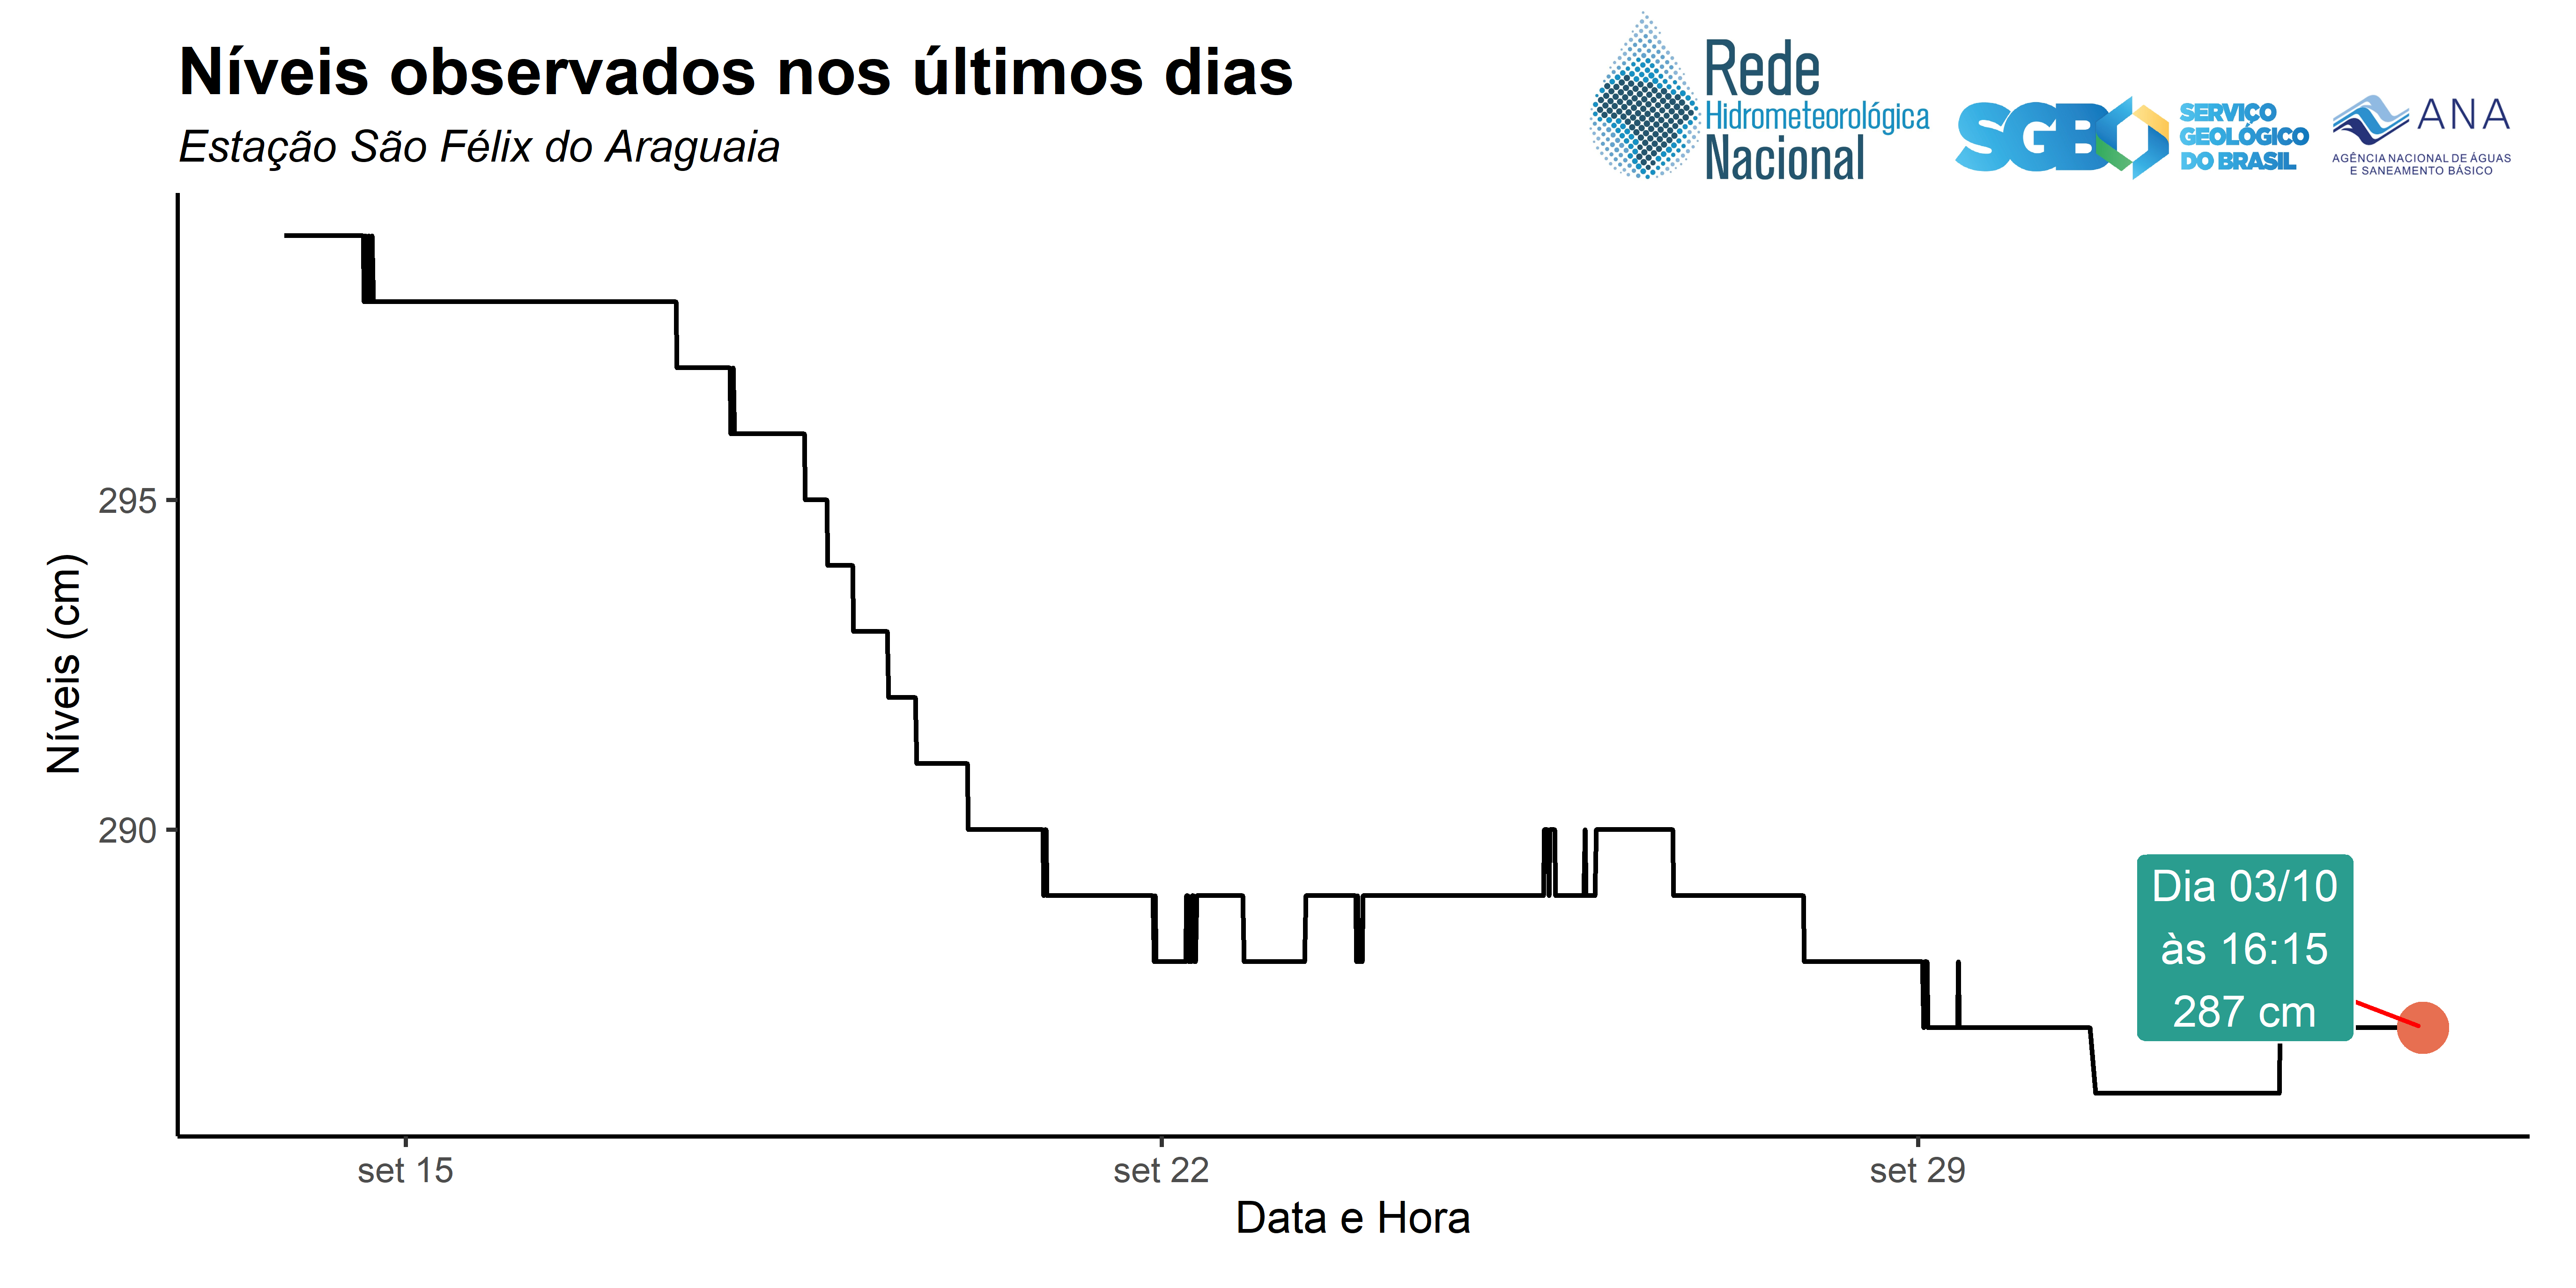 Níveis observados nos últimos dias
Estação São Félix do Araguaia
Rede
Hidrometeorológica
Nacional
SGB
SERVIÇO
GEOLÓGICO
DO BRASIL
ANA
AGÊNCIA NACIONAL DE ÁGUAS
E SANEAMENTO BÁSICO
Níveis (cm)
295
290
Dia 03/10
às 16:15
287 cm
set 15
set 22
set 29
Data e Hora